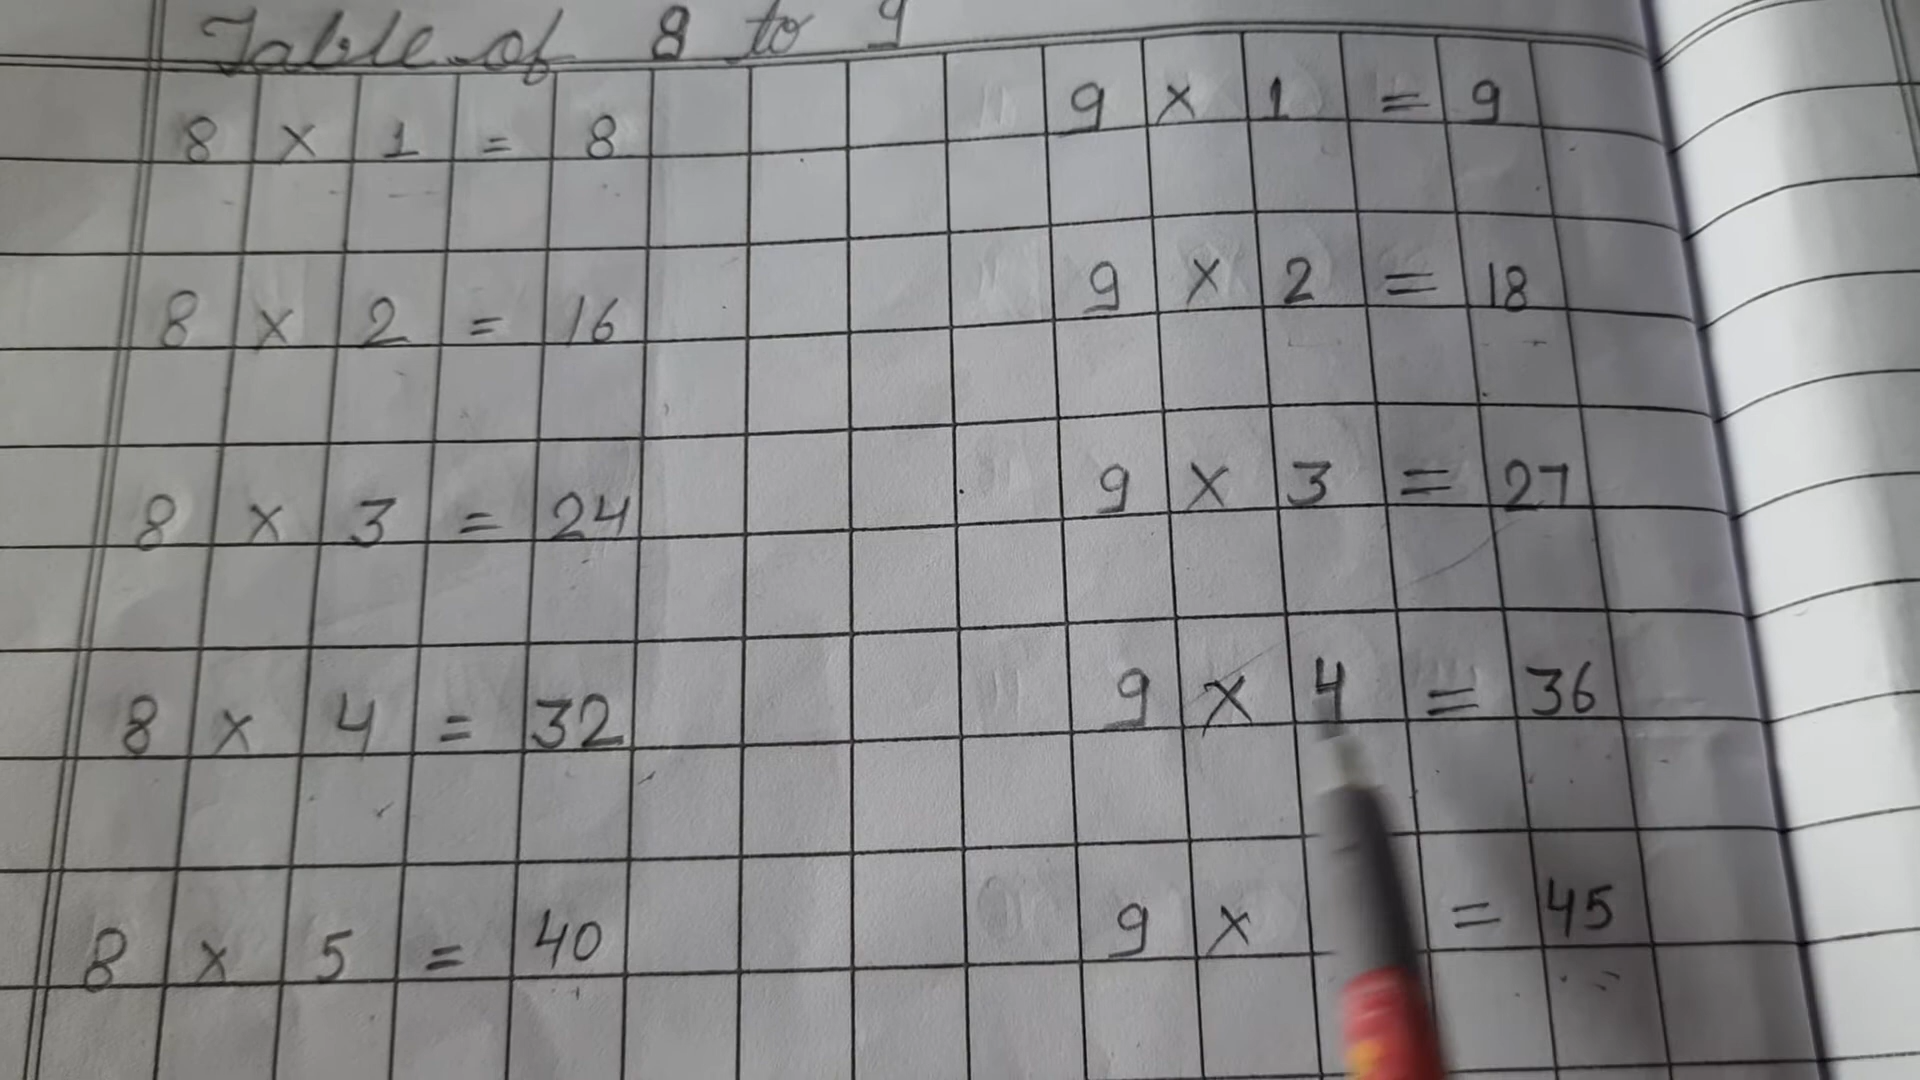 Table of 8 to 9
8 x 1 = 8
8 x 2 = 16
8 x 3 = 24
8 x 4 = 32
8 x 5 = 40
9 x 1 = 9
9 x 2 = 18
9 x 3 = 27
9 x 4 = 36
9 x = 45